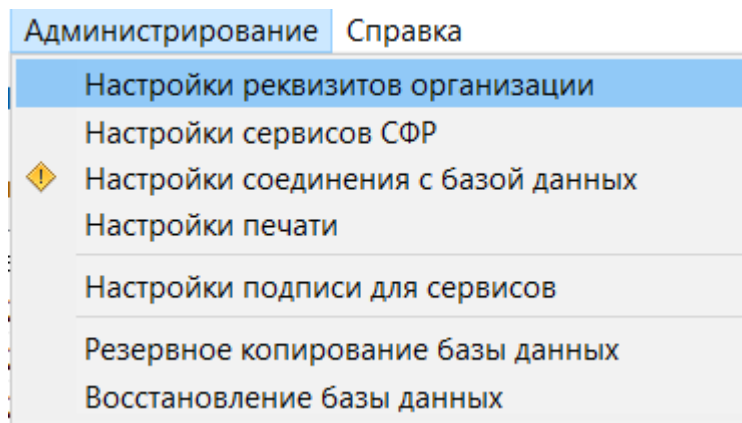 Администрирование Справка
Настройки реквизитов организации
Настройки сервисов СФР
Настройки соединения с базой данных
Настройки печати
Настройки подписи для сервисов
Резервное копирование базы данных
Восстановление базы данных